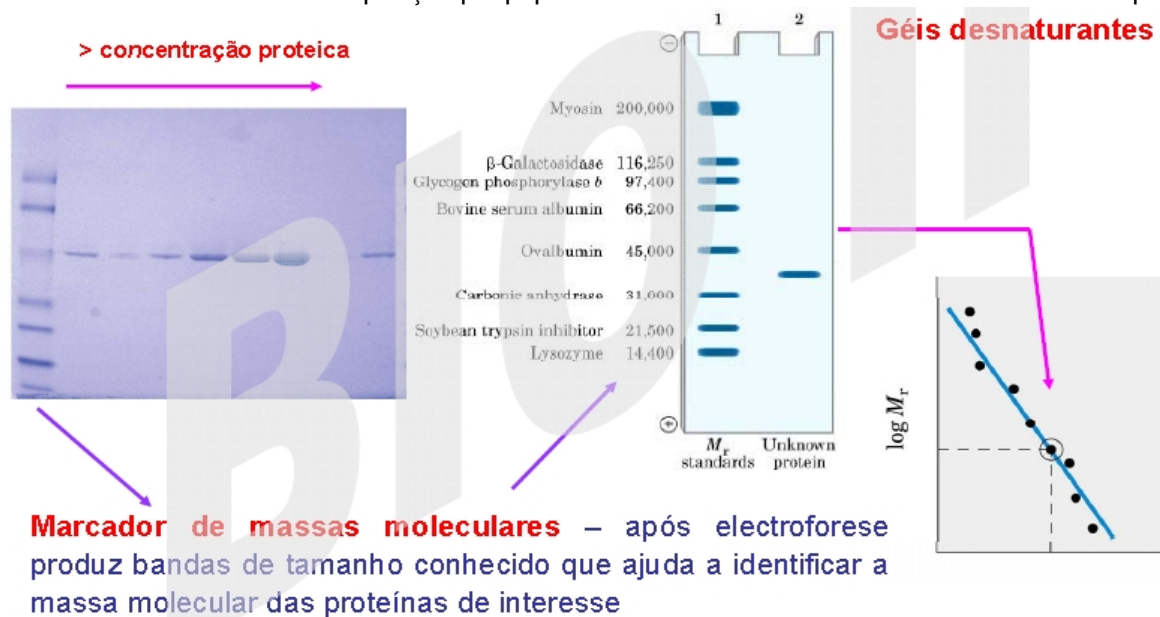 1 2
Géis desnaturantes
> concentração proteica
Myosin 200,000
β-Galactosidase 116,250
Glycogen phosphorylase b 97,400
Bovine serum albumin 66,200
Ovalbumin 45,000
Carbonic anhydrase 31,000
Soybean trypsin inhibitor 21,500
Lysozyme 14,400
−
+
Mr standards
Unknown protein
log Mr
Marcador de massas moleculares – após electroforese
produz bandas de tamanho conhecido que ajuda a identificar a
massa molecular das proteínas de interesse